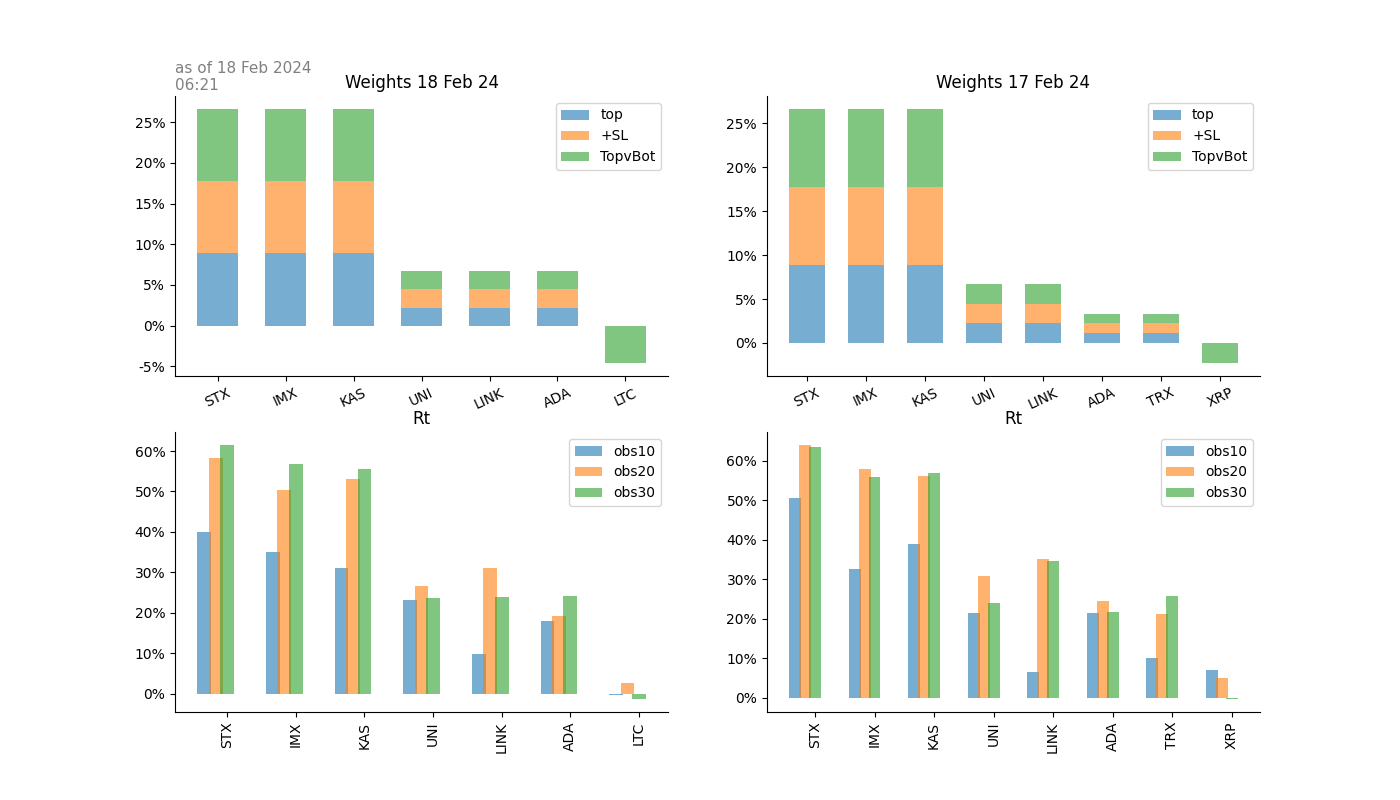 as of 18 Feb 2024
06:21
Weights 18 Feb 24
25%
20%
15%
10%
5%
0%
-5%
top
+SL
TopvBot
STX
IMX
KAS
UNI
LINK
ADA
LTC
Weights 17 Feb 24
25%
20%
15%
10%
5%
0%
top
+SL
TopvBot
STX
IMX
KAS
UNI
LINK
ADA
TRX
XRP
Rt
60%
50%
40%
30%
20%
10%
0%
obs10
obs20
obs30
STX
IMX
KAS
UNI
LINK
ADA
LTC
Rt
60%
50%
40%
30%
20%
10%
0%
obs10
obs20
obs30
STX
IMX
KAS
UNI
LINK
ADA
TRX
XRP